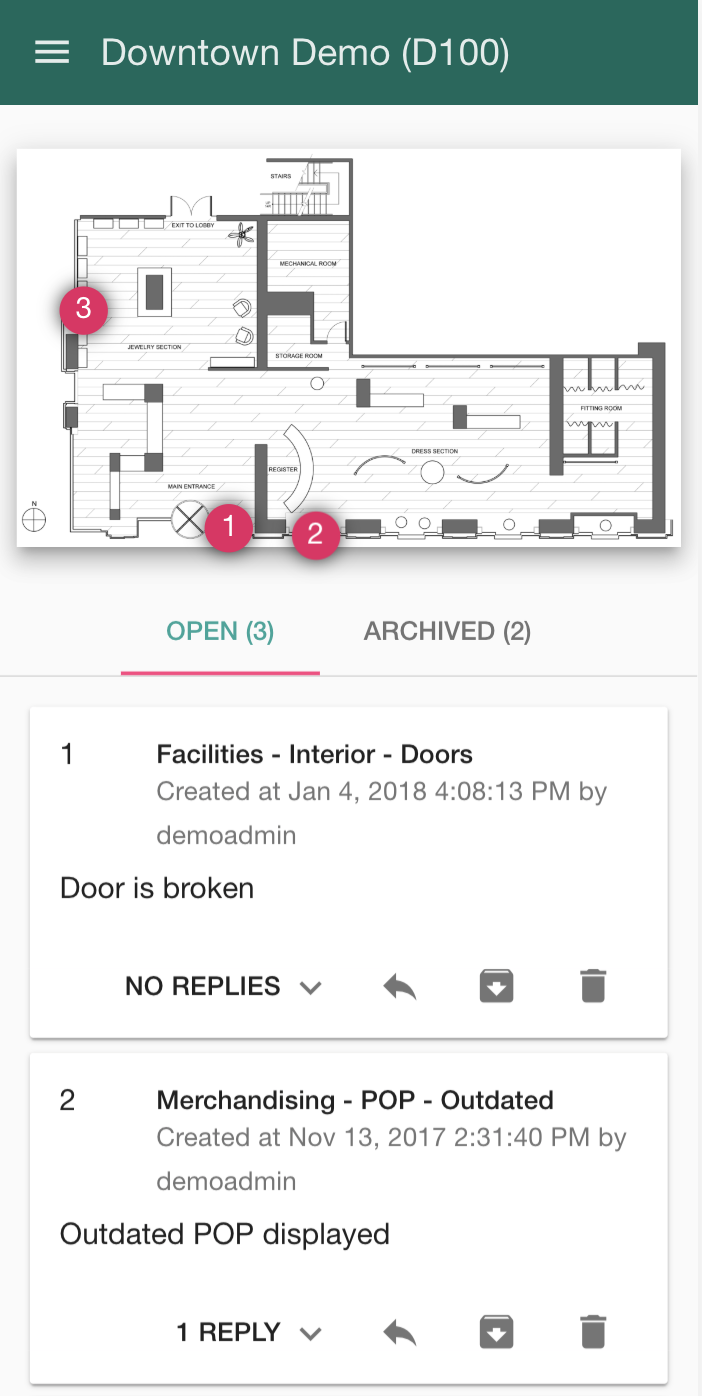 Downtown Demo (D100)
STAIRS
EXIT TO LOBBY
MECHANICAL ROOM
3
JEWELRY SECTION
STORAGE ROOM
FITTING ROOM
DRESS SECTION
REGISTER
MAIN ENTRANCE
N
1
2
OPEN (3)
ARCHIVED (2)
1
Facilities - Interior - Doors
Created at Jan 4, 2018 4:08:13 PM by
demoadmin
Door is broken
NO REPLIES
2
Merchandising - POP - Outdated
Created at Nov 13, 2017 2:31:40 PM by
demoadmin
Outdated POP displayed
1 REPLY